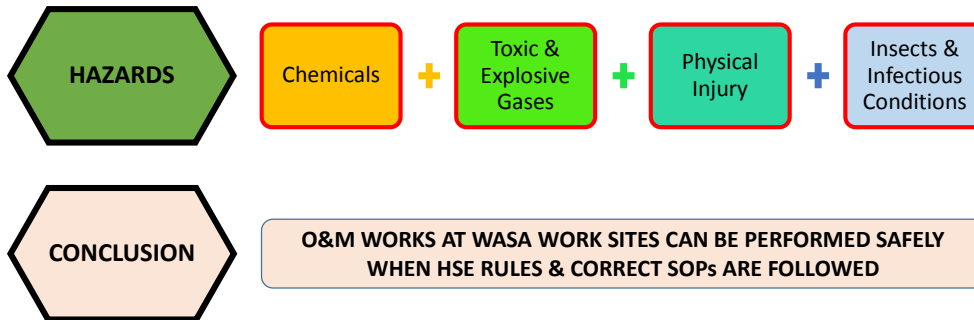 HAZARDS
Chemicals
+
Toxic &
Explosive
Gases
+
Physical
Injury
+
Insects &
Infectious
Conditions
CONCLUSION
O&M WORKS AT WASA WORK SITES CAN BE PERFORMED SAFELY
WHEN HSE RULES & CORRECT SOPs ARE FOLLOWED